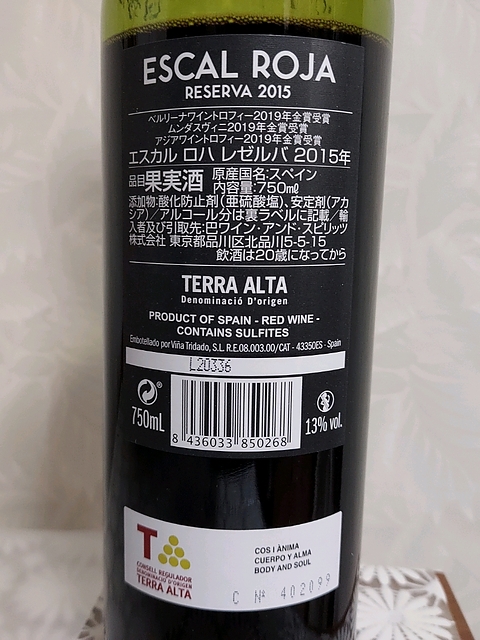 ESCAL ROJA
RESERVA 2015
ベルリーナワイントロフィー2019年金賞受賞
ムンダスヴィニ2019年金賞受賞
アジアワイントロフィー2019年金賞受賞
エスカル ロハ レゼルバ 2015年
品目果実酒 原産国名:スペイン
内容量:750mℓ
添加物:酸化防止剤(亜硫酸塩)、安定剤(アカ
シア)/アルコール分は裏ラベルに記載/輸
入者及び引取先:巴ワイン・アンド・スピリッツ
株式会社 東京都品川区北品川5-5-15
飲酒は20歳になってから
TERRA ALTA
Denominació D'origen
PRODUCT OF SPAIN - RED WINE -
CONTAINS SULFITES
Embotellado por Viña Tridado, S.L R.E.08.003.00/CAT - 43350ES - Spain
L20336
750mL
13% vol.
8 436033 850268
T
CONSELL REGULADOR
DENOMINACIÓ D'ORIGEN
TERRA ALTA
COS I ÀNIMA
CUERPO Y ALMA
BODY AND SOUL
C Nº 402099